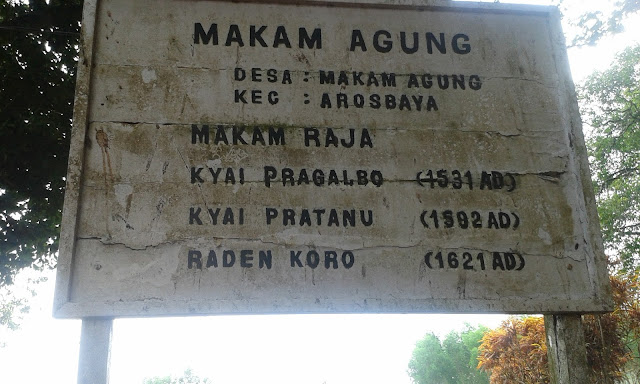 MAKAM AGUNG
DESA : MAKAM AGUNG
KEC : AROSBAYA
MAKAM RAJA
KYAI PRAGALBO (1531 AD)
KYAI PRATANU (1592 AD)
RADEN KORO (1621 AD)